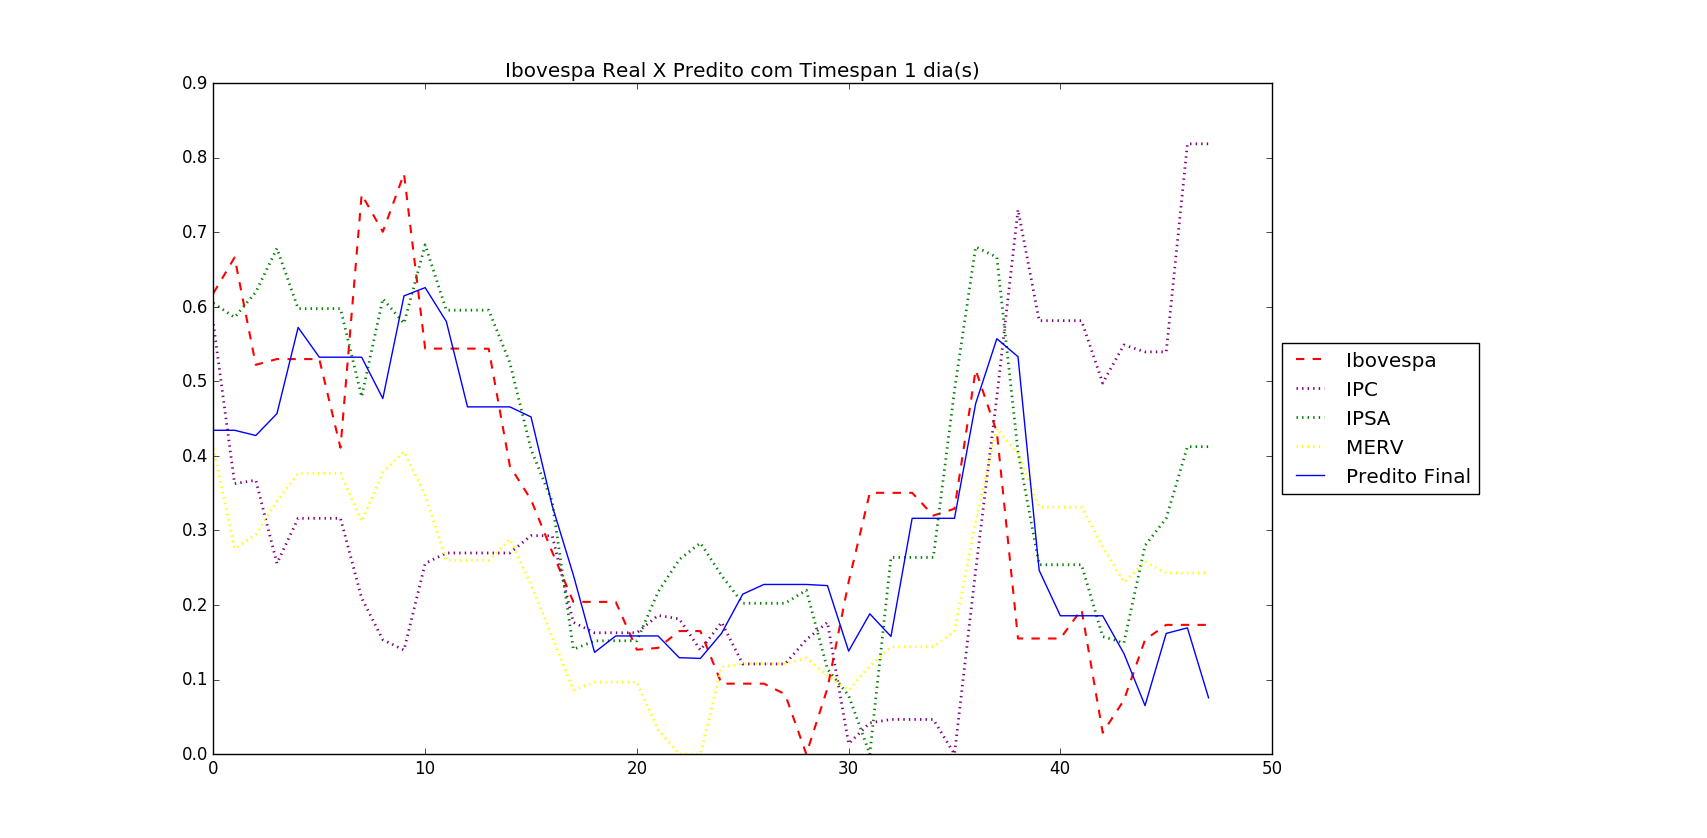 Ibovespa Real X Predito com Timespan 1 dia(s)
0.9
0.8
0.7
0.6
0.5
0.4
0.3
0.2
0.1
0.0
0 10 20 30 40 50
Ibovespa
IPC
IPSA
MERV
Predito Final